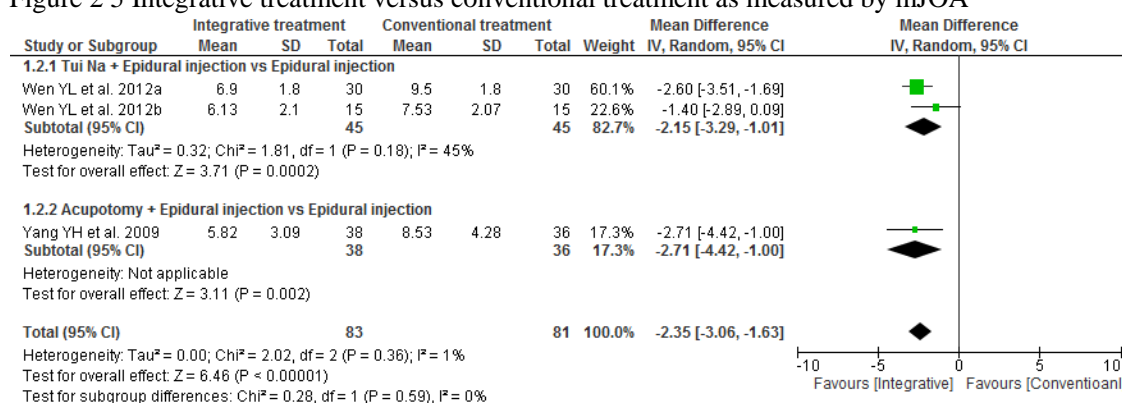 Figure 2 3 Integrative treatment versus conventional treatment as measured by mJOA
Integrative treatment Conventional treatment Mean Difference Mean Difference
Study or Subgroup Mean SD Total Mean SD Total Weight IV, Random, 95% CI IV, Random, 95% CI
1.2.1 Tui Na + Epidural injection vs Epidural injection
Wen YL et al. 2012a 6.9 1.8 30 9.5 1.8 30 60.1% -2.60 [-3.51, -1.69]
Wen YL et al. 2012b 6.13 2.1 15 7.53 2.07 15 22.6% -1.40 [-2.89, 0.09]
Subtotal (95% CI) 45 45 82.7% -2.15 [-3.29, -1.01]
Heterogeneity: Tau² = 0.32; Chi² = 1.81, df = 1 (P = 0.18); I² = 45%
Test for overall effect: Z = 3.71 (P = 0.0002)
1.2.2 Acupotomy + Epidural injection vs Epidural injection
Yang YH et al. 2009 5.82 3.09 38 8.53 4.28 36 17.3% -2.71 [-4.42, -1.00]
Subtotal (95% CI) 38 36 17.3% -2.71 [-4.42, -1.00]
Heterogeneity: Not applicable
Test for overall effect: Z = 3.11 (P = 0.002)
Total (95% CI) 83 81 100.0% -2.35 [-3.06, -1.63]
Heterogeneity: Tau² = 0.00; Chi² = 2.02, df = 2 (P = 0.36); I² = 1%
Test for overall effect: Z = 6.46 (P < 0.00001)
Test for subgroup differences: Chi² = 0.28, df = 1 (P = 0.59), I² = 0%
-10 -5 0 5 10
Favours [Integrative] Favours [Conventioanl